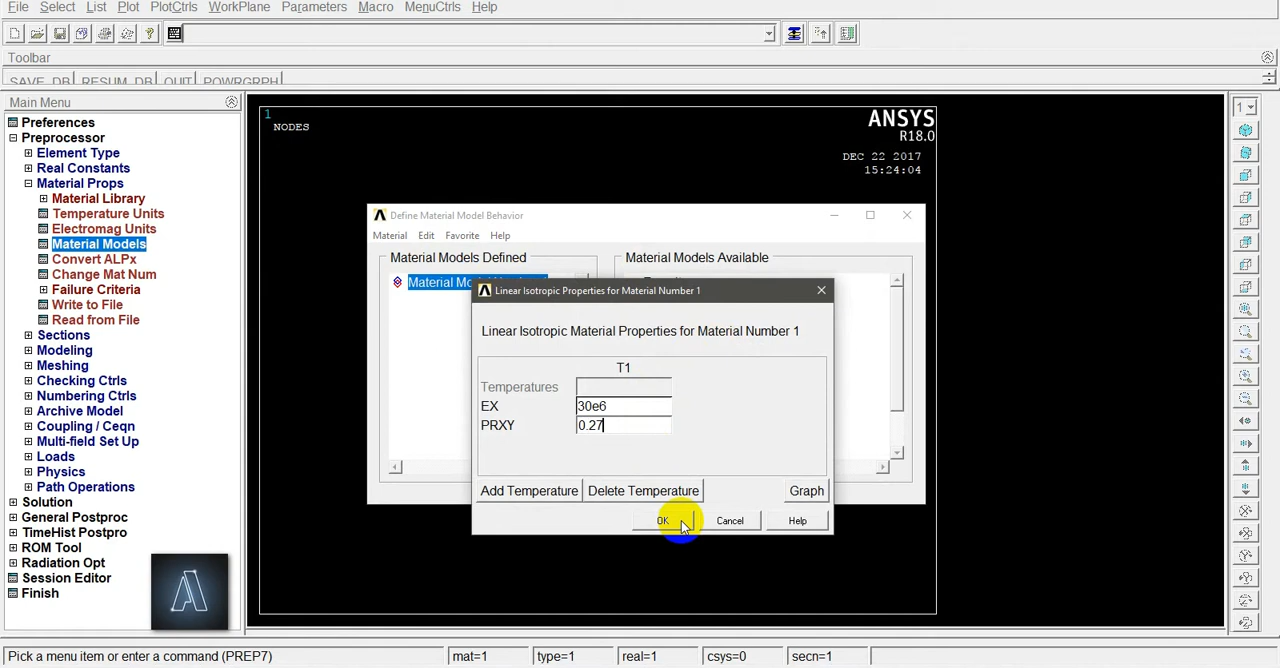 File Select List Plot PlotCtrls WorkPlane Parameters Macro MenuCtrls Help
Toolbar
SAVE_DB RESUM_DB QUIT POWRGRPH
Main Menu
Preferences
Preprocessor
Element Type
Real Constants
Material Props
Material Library
Temperature Units
Electromag Units
Material Models
Convert ALPx
Change Mat Num
Failure Criteria
Write to File
Read from File
Sections
Modeling
Meshing
Checking Ctrls
Numbering Ctrls
Archive Model
Coupling / Ceqn
Multi-field Set Up
Loads
Physics
Path Operations
Solution
General Postproc
TimeHist Postpro
ROM Tool
Radiation Opt
Session Editor
Finish
1
NODES
ANSYS
R18.0
DEC 22 2017
15:24:04
1
Define Material Model Behavior
Material Edit Favorite Help
Material Models Defined
Material Models Available
Linear Isotropic Properties for Material Number 1
Linear Isotropic Material Properties for Material Number 1
T1
Temperatures
EX 30e6
PRXY 0.27
Add Temperature Delete Temperature Graph
OK Cancel Help
Pick a menu item or enter a command (PREP7) mat=1 type=1 real=1 csys=0 secn=1